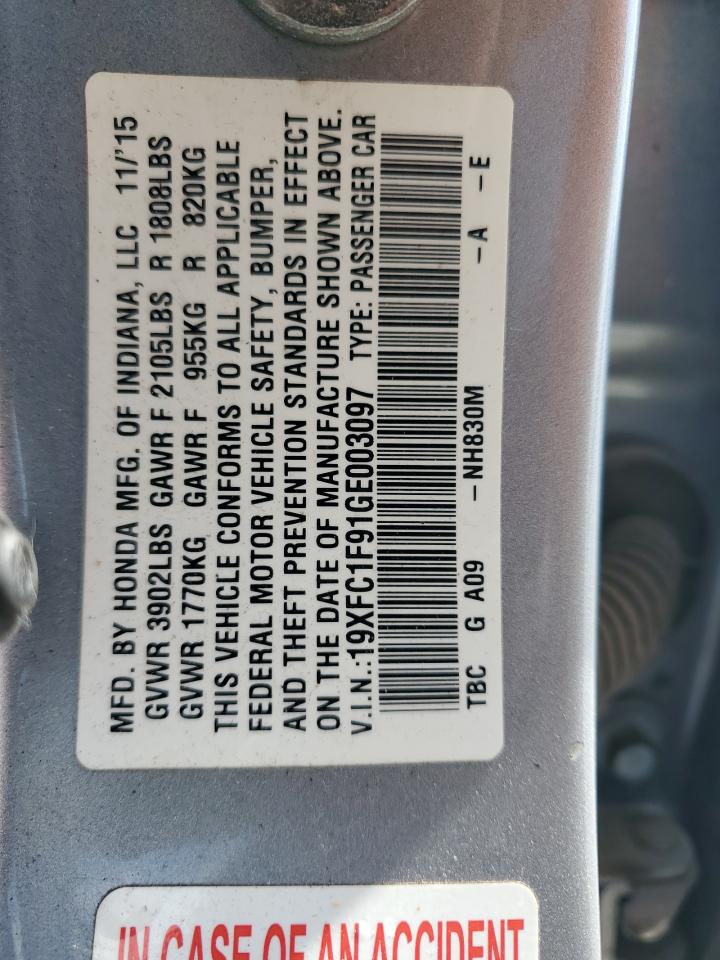 MFD. BY HONDA MFG. OF INDIANA, LLC 11/'15
GVWR 3902LBS GAWR F 2105LBS R 1808LBS
GVWR 1770KG GAWR F 955KG R 820KG
THIS VEHICLE CONFORMS TO ALL APPLICABLE
FEDERAL MOTOR VEHICLE SAFETY, BUMPER,
AND THEFT PREVENTION STANDARDS IN EFFECT
ON THE DATE OF MANUFACTURE SHOWN ABOVE.
V.I.N.:19XFC1F91GE003097 TYPE: PASSENGER CAR
TBC G A09 -NH830M -A -E
IN CASE OF AN ACCIDENT